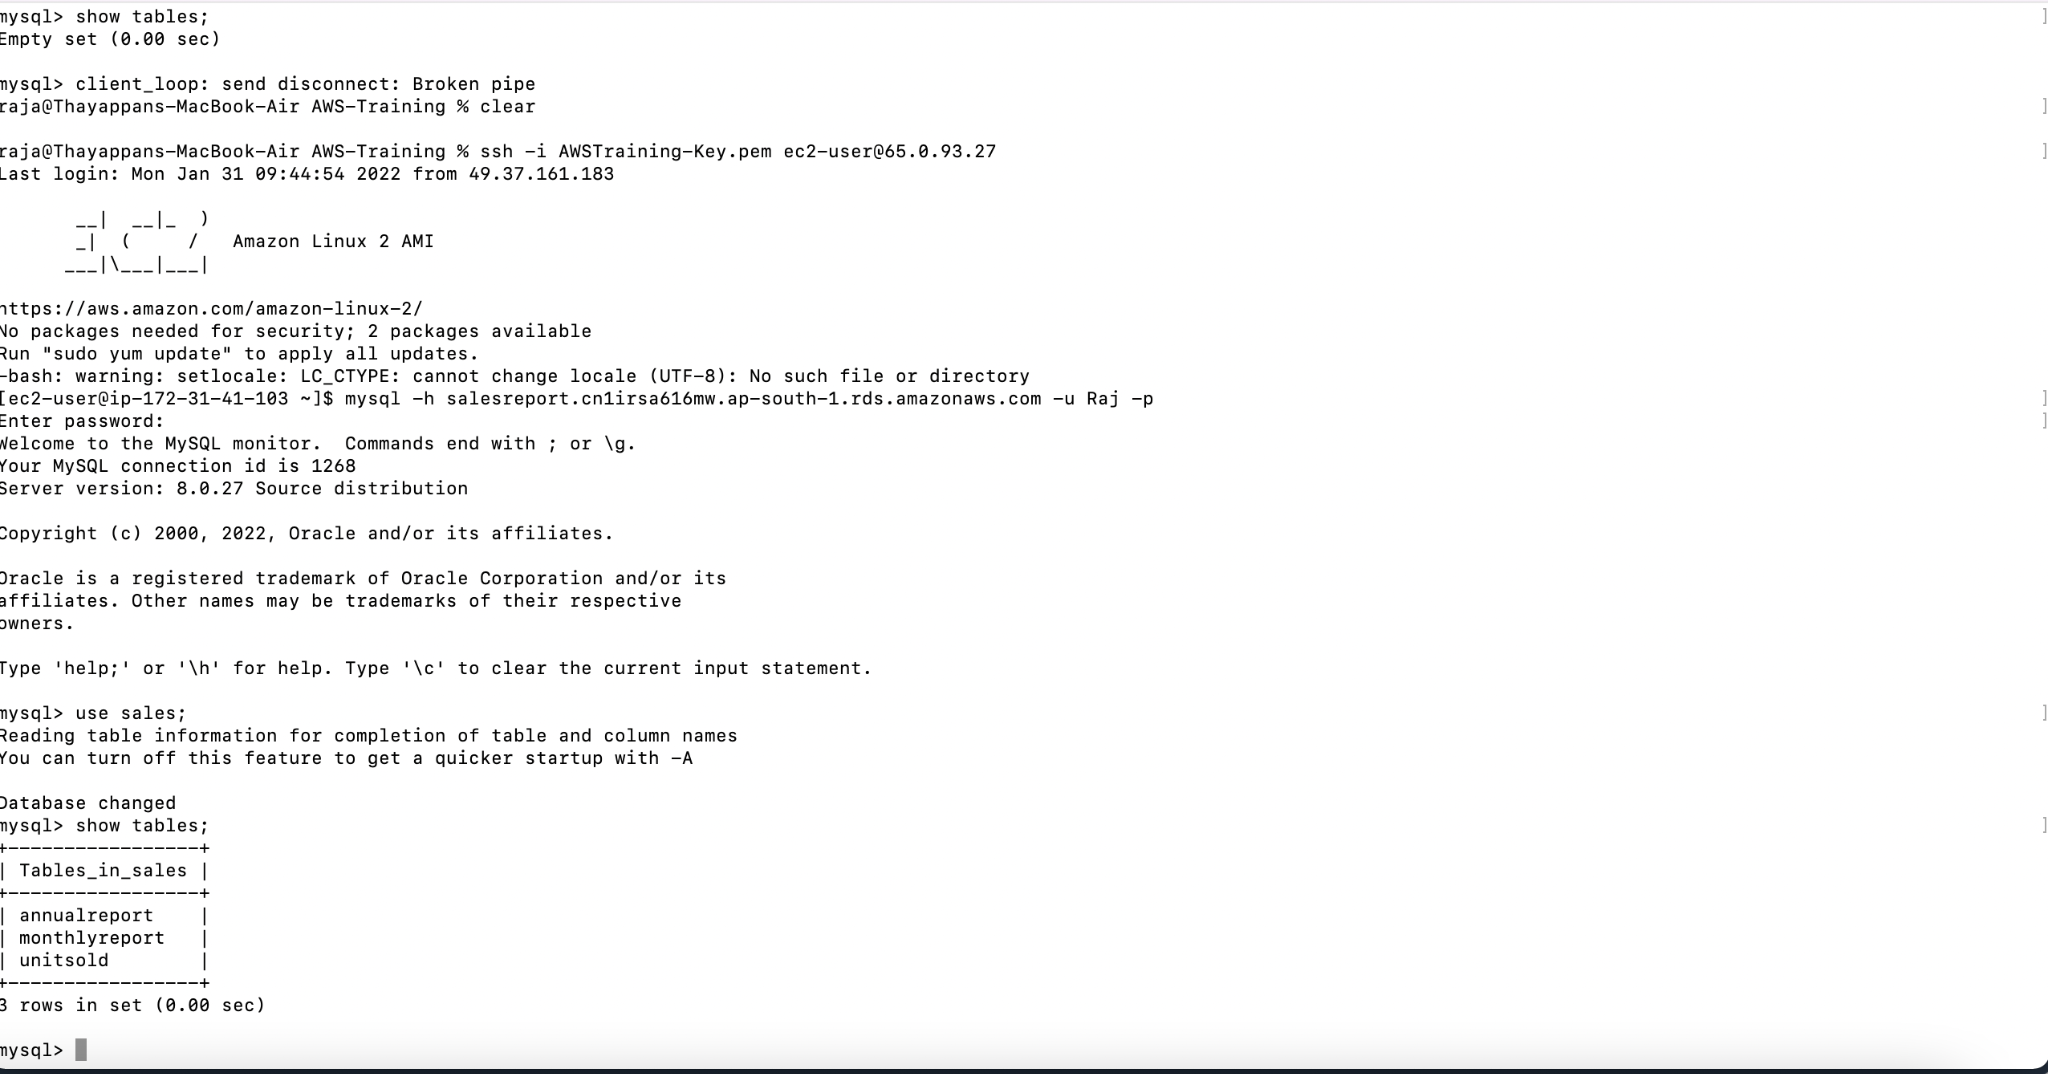 mysql> show tables;
Empty set (0.00 sec)
mysql> client_loop: send disconnect: Broken pipe
raja@Thayappans-MacBook-Air AWS-Training % clear
raja@Thayappans-MacBook-Air AWS-Training % ssh -i AWSTraining-Key.pem ec2-user@65.0.93.27
Last login: Mon Jan 31 09:44:54 2022 from 49.37.161.183
       __|  __|_  )
       _|  (     /   Amazon Linux 2 AMI
      ___|\___|___|
https://aws.amazon.com/amazon-linux-2/
No packages needed for security; 2 packages available
Run "sudo yum update" to apply all updates.
-bash: warning: setlocale: LC_CTYPE: cannot change locale (UTF-8): No such file or directory
[ec2-user@ip-172-31-41-103 ~]$ mysql -h salesreport.cn1irsa616mw.ap-south-1.rds.amazonaws.com -u Raj -p
Enter password:
Welcome to the MySQL monitor.  Commands end with ; or \g.
Your MySQL connection id is 1268
Server version: 8.0.27 Source distribution
Copyright (c) 2000, 2022, Oracle and/or its affiliates.
Oracle is a registered trademark of Oracle Corporation and/or its
affiliates. Other names may be trademarks of their respective
owners.
Type 'help;' or '\h' for help. Type '\c' to clear the current input statement.
mysql> use sales;
Reading table information for completion of table and column names
You can turn off this feature to get a quicker startup with -A
Database changed
mysql> show tables;
+-----------------+
| Tables_in_sales |
+-----------------+
| annualreport    |
| monthlyreport   |
| unitsold        |
+-----------------+
3 rows in set (0.00 sec)
mysql>